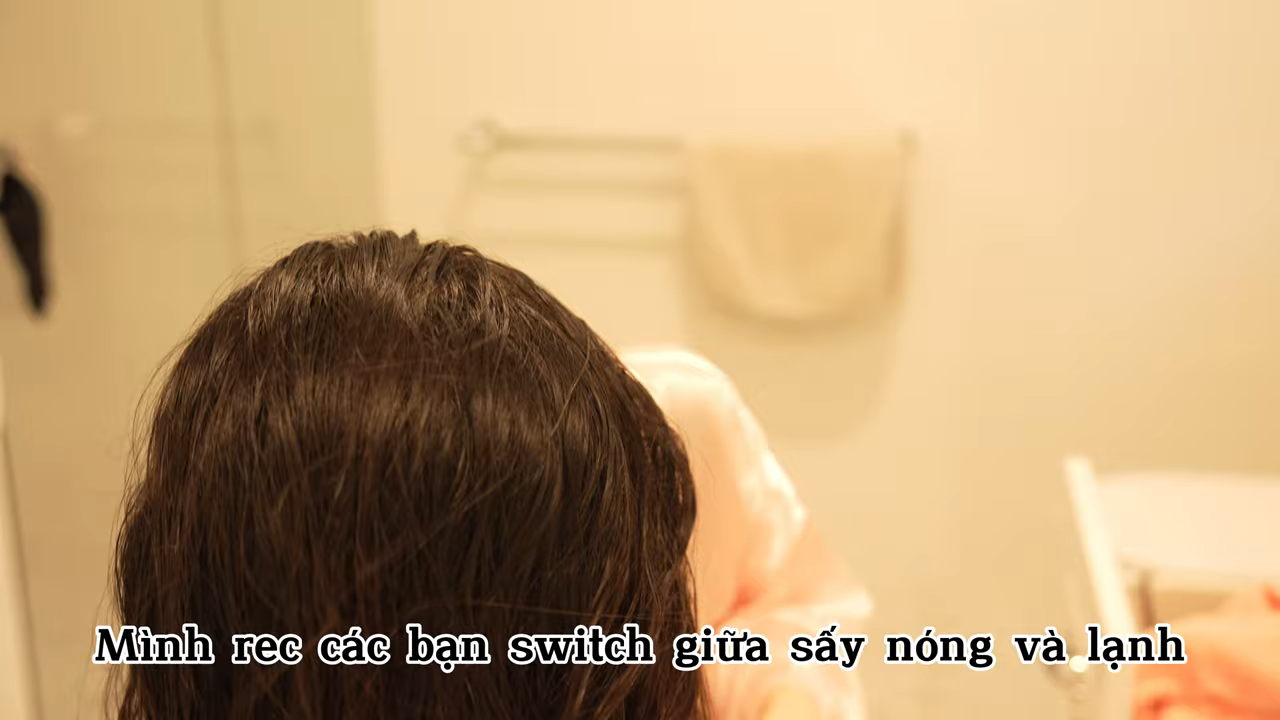 Mình rec các bạn switch giữa sấy nóng và lạnh